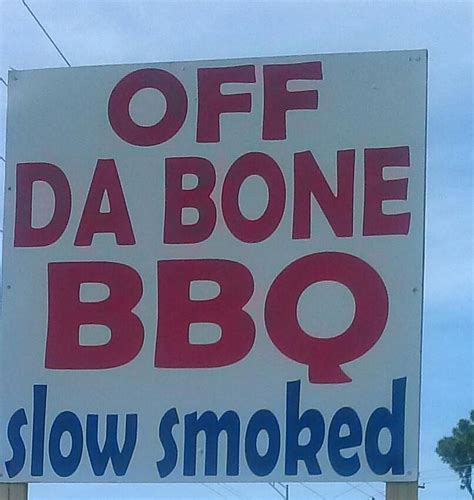 OFF
DA BONE
BBQ
slow smoked